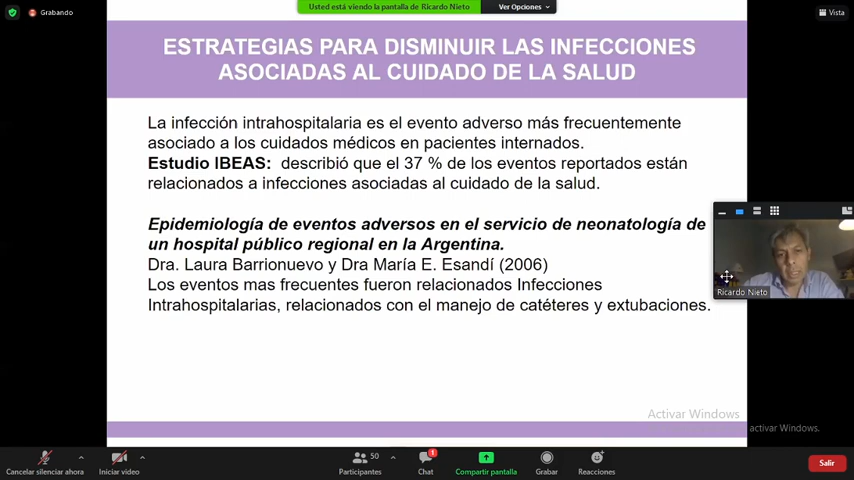 Usted está viendo la pantalla de Ricardo Nieto
Ver Opciones
Grabando
Vista
ESTRATEGIAS PARA DISMINUIR LAS INFECCIONES
ASOCIADAS AL CUIDADO DE LA SALUD
La infección intrahospitalaria es el evento adverso más frecuentemente
asociado a los cuidados médicos en pacientes internados.
Estudio IBEAS: describió que el 37 % de los eventos reportados están
relacionados a infecciones asociadas al cuidado de la salud.
Epidemiología de eventos adversos en el servicio de neonatología de
un hospital público regional en la Argentina.
Dra. Laura Barrionuevo y Dra María E. Esandí (2006)
Los eventos mas frecuentes fueron relacionados Infecciones
Intrahospitalarias, relacionados con el manejo de catéteres y extubaciones.
Ricardo Nieto
Activar Windows
activar Windows.
Cancelar silenciar ahora
Iniciar video
50
Participantes
1
Chat
Compartir pantalla
Grabar
Reacciones
Salir